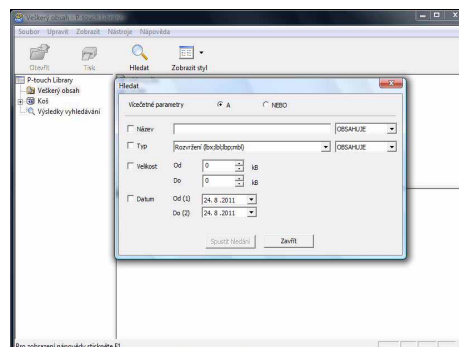 Veškerý obsah - P-touch Library
Soubor Upravit Zobrazit Nástroje Nápověda
Otevřít Tisk Hledat Zobrazit styl
P-touch Library
Veškerý obsah
Koš
Výsledky vyhledávání
Hledat
Vícečetné parametry A NEBO
Název OBSAHUJE
Typ Rozvržení (lbx;lbl;lbp;mbl) OBSAHUJE
Velikost Od 0 kB
Do 0 kB
Datum Od (1) 24. 8 .2011
Do (2) 24. 8 .2011
Spustit hledání Zavřít
Pro zobrazení nápovědy stiskněte F1